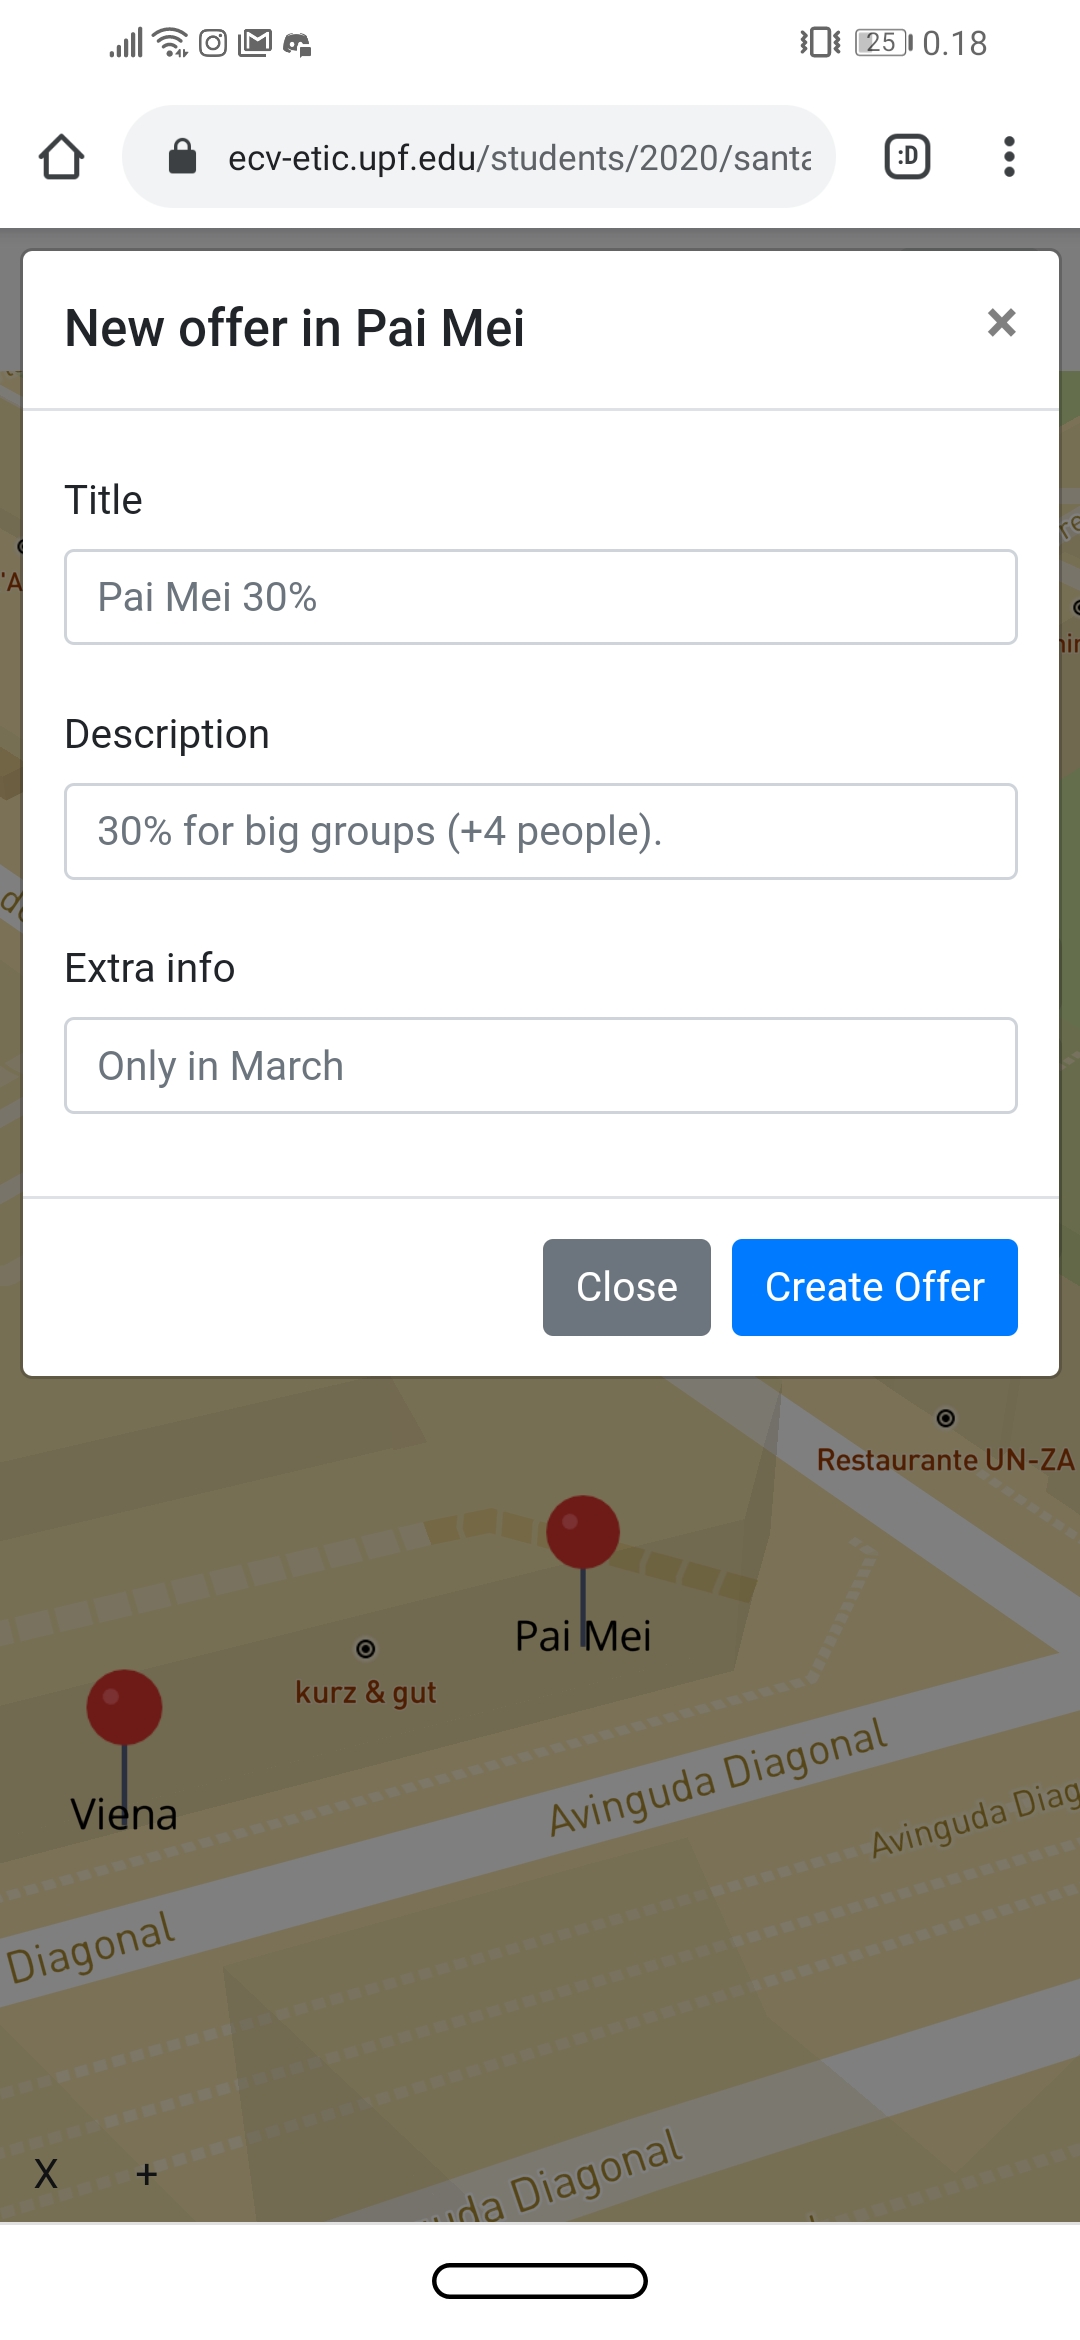 25 0.18
ecv-etic.upf.edu/students/2020/santa
:D
New offer in Pai Mei
×
Title
Pai Mei 30%
Description
30% for big groups (+4 people).
Extra info
Only in March
Close Create Offer
Restaurante UN-ZA
Pai Mei
kurz & gut
Viena
Avinguda Diagonal
Avinguda Diag
Diagonal
uda Diagonal
X +